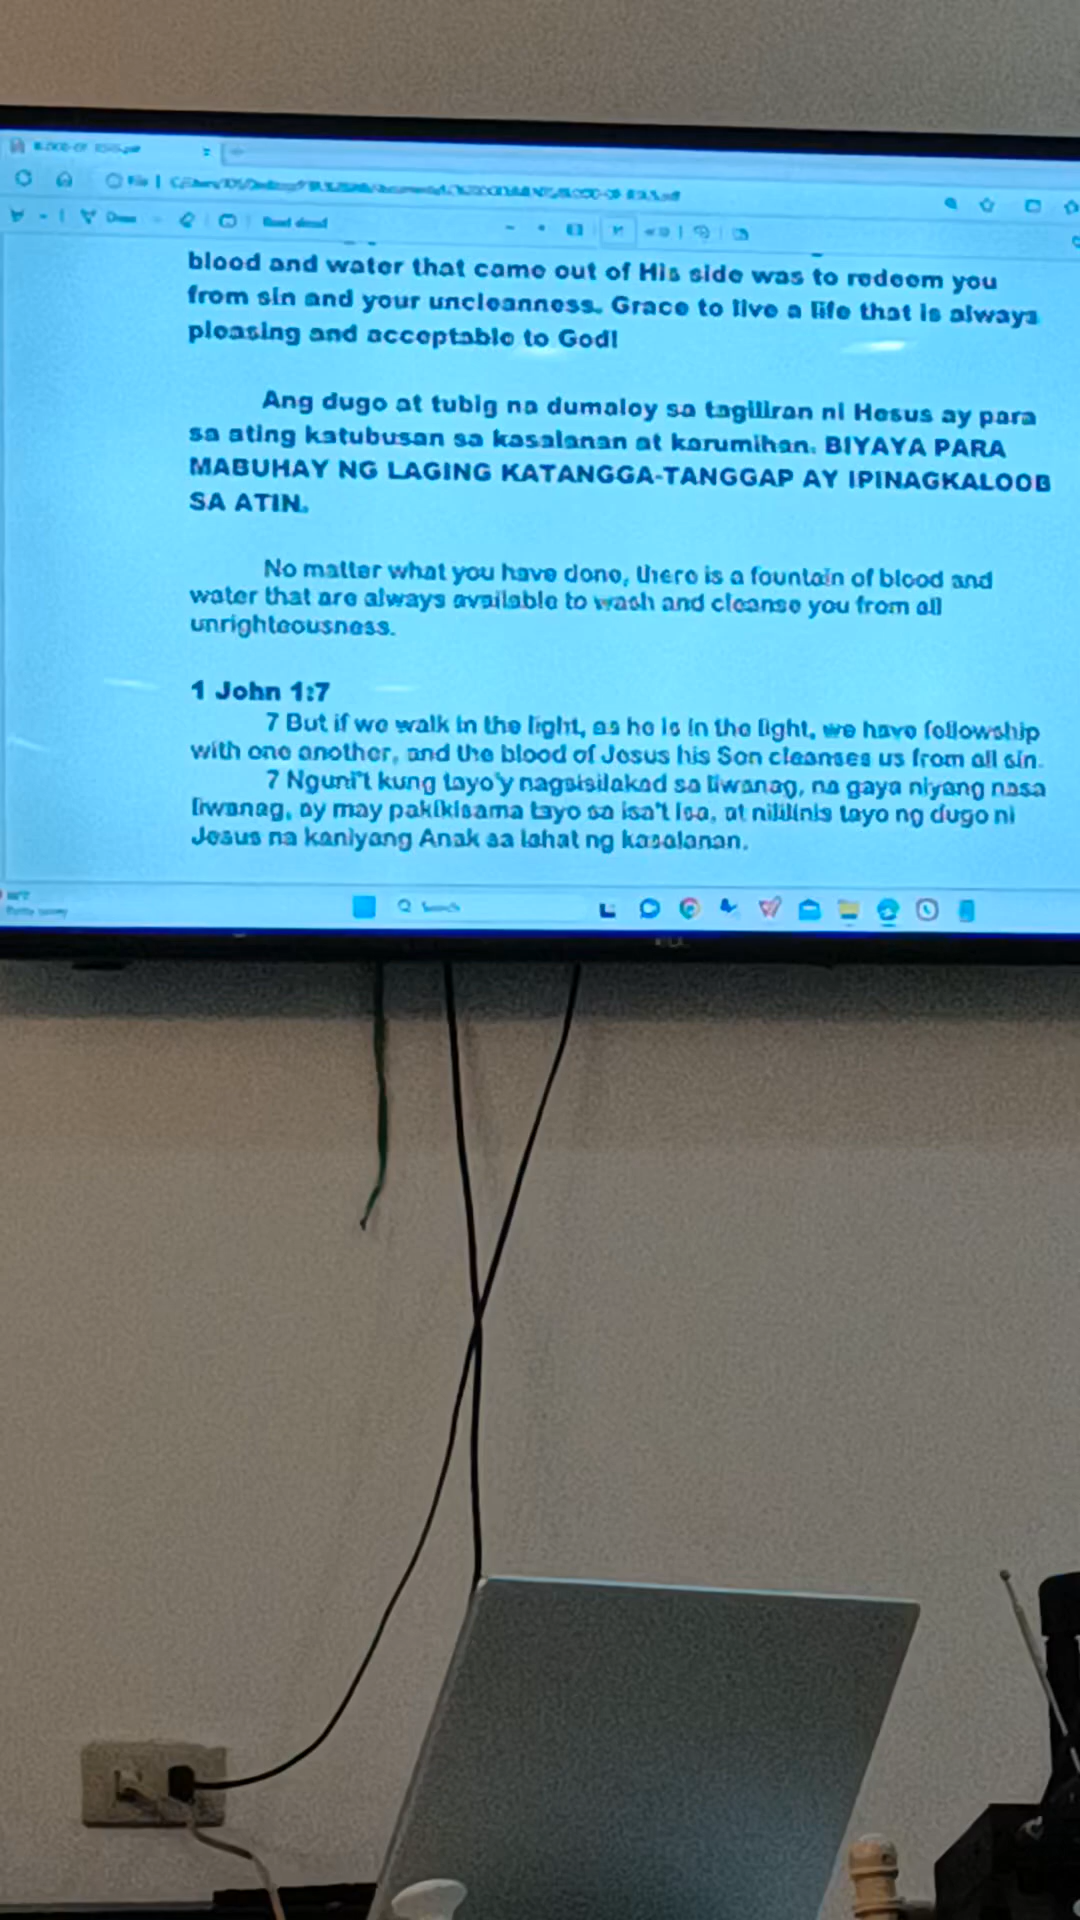 File
Draw
Read aloud
blood and water that came out of His side was to redeem you
from sin and your uncleanness. Grace to live a life that is always
pleasing and acceptable to God!
Ang dugo at tubig na dumaloy sa tagiliran ni Hesus ay para
sa ating katubusan sa kasalanan at karumihan. BIYAYA PARA
MABUHAY NG LAGING KATANGGA-TANGGAP AY IPINAGKALOOB
SA ATIN.
No matter what you have done, there is a fountain of blood and
water that are always available to wash and cleanse you from all
unrighteousness.
1 John 1:7
7 But if we walk in the light, as he is in the light, we have fellowship
with one another, and the blood of Jesus his Son cleanses us from all sin.
7 Nguni't kung tayo'y nagsisilakad sa liwanag, na gaya niyang nasa
liwanag, ay may pakikisama tayo sa isa't isa, at nililinis tayo ng dugo ni
Jesus na kaniyang Anak sa lahat ng kasalanan.
Search